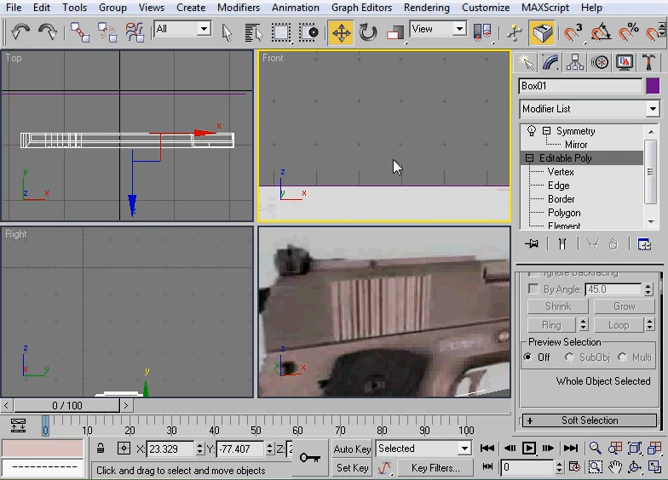 File Edit Tools Group Views Create Modifiers Animation Graph Editors Rendering Customize MAXScript Help
All View
Top Front
Box01
Modifier List
Symmetry
Mirror
Editable Poly
Vertex
Edge
Border
Polygon
Element
y z x x
z x
Right
Ignore Backfacing
By Angle: 45.0
Shrink Grow
Ring Loop
Preview Selection
Off SubObj Multi
Whole Object Selected
Soft Selection
z y x
z x
0 / 100
0 10 20 30 40 50 60 70 80 90 100
X: 23.329 Y: -77.407 Z:
Auto Key Selected
Click and drag to select and move objects
Set Key Key Filters... 0